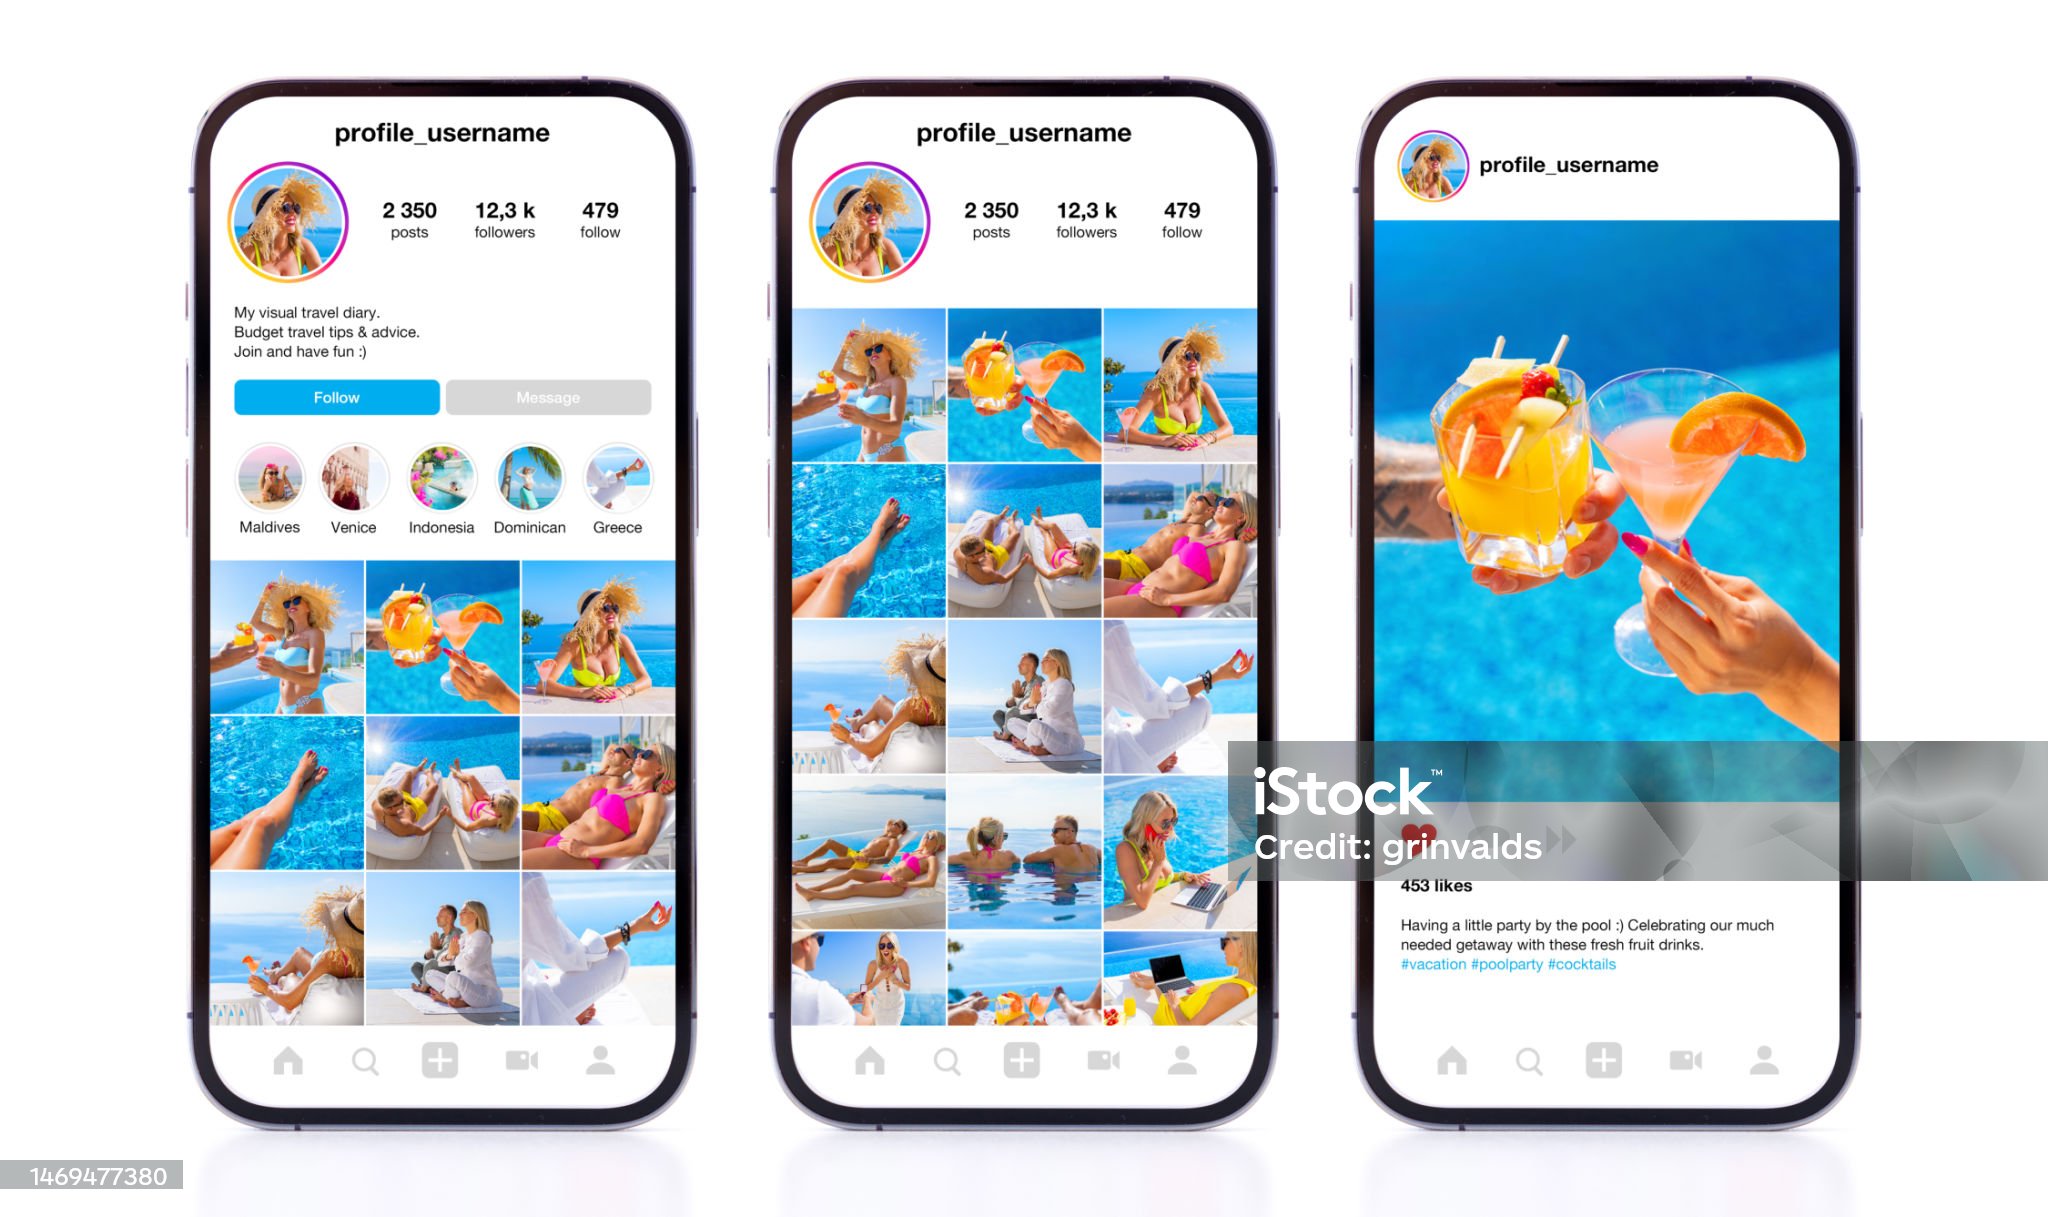 profile_username
2 350 12,3 k 479
posts followers follow
My visual travel diary.
Budget travel tips & advice.
Join and have fun :)
Follow Message
Maldives Venice Indonesia Dominican Greece
profile_username
2 350 12,3 k 479
posts followers follow
profile_username
453 likes
Having a little party by the pool :) Celebrating our much
needed getaway with these fresh fruit drinks.
#vacation #poolparty #cocktails
iStock™
Credit: grinvalds
1469477380